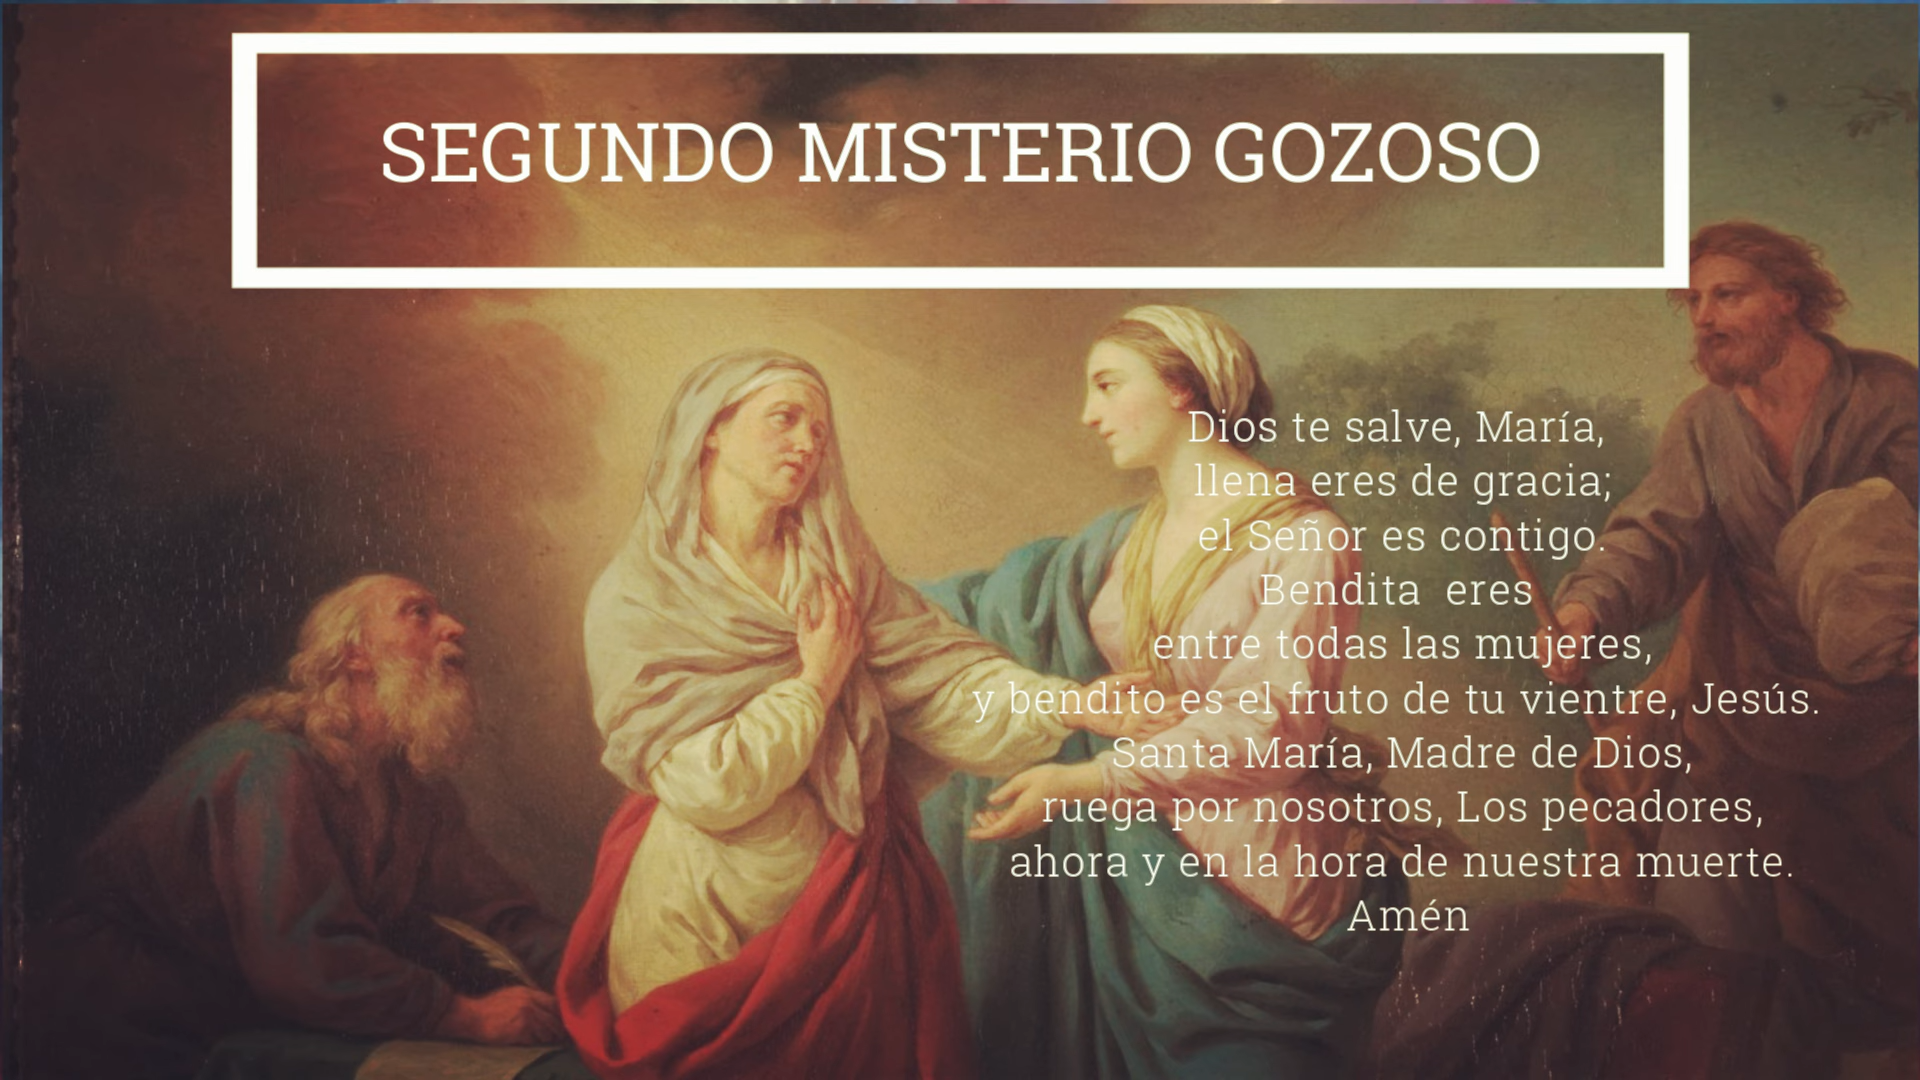 SEGUNDO MISTERIO GOZOSO
Dios te salve, María,
llena eres de gracia;
el Señor es contigo.
Bendita  eres
entre todas las mujeres,
y bendito es el fruto de tu vientre, Jesús.
Santa María, Madre de Dios,
ruega por nosotros, Los pecadores,
ahora y en la hora de nuestra muerte.
Amén